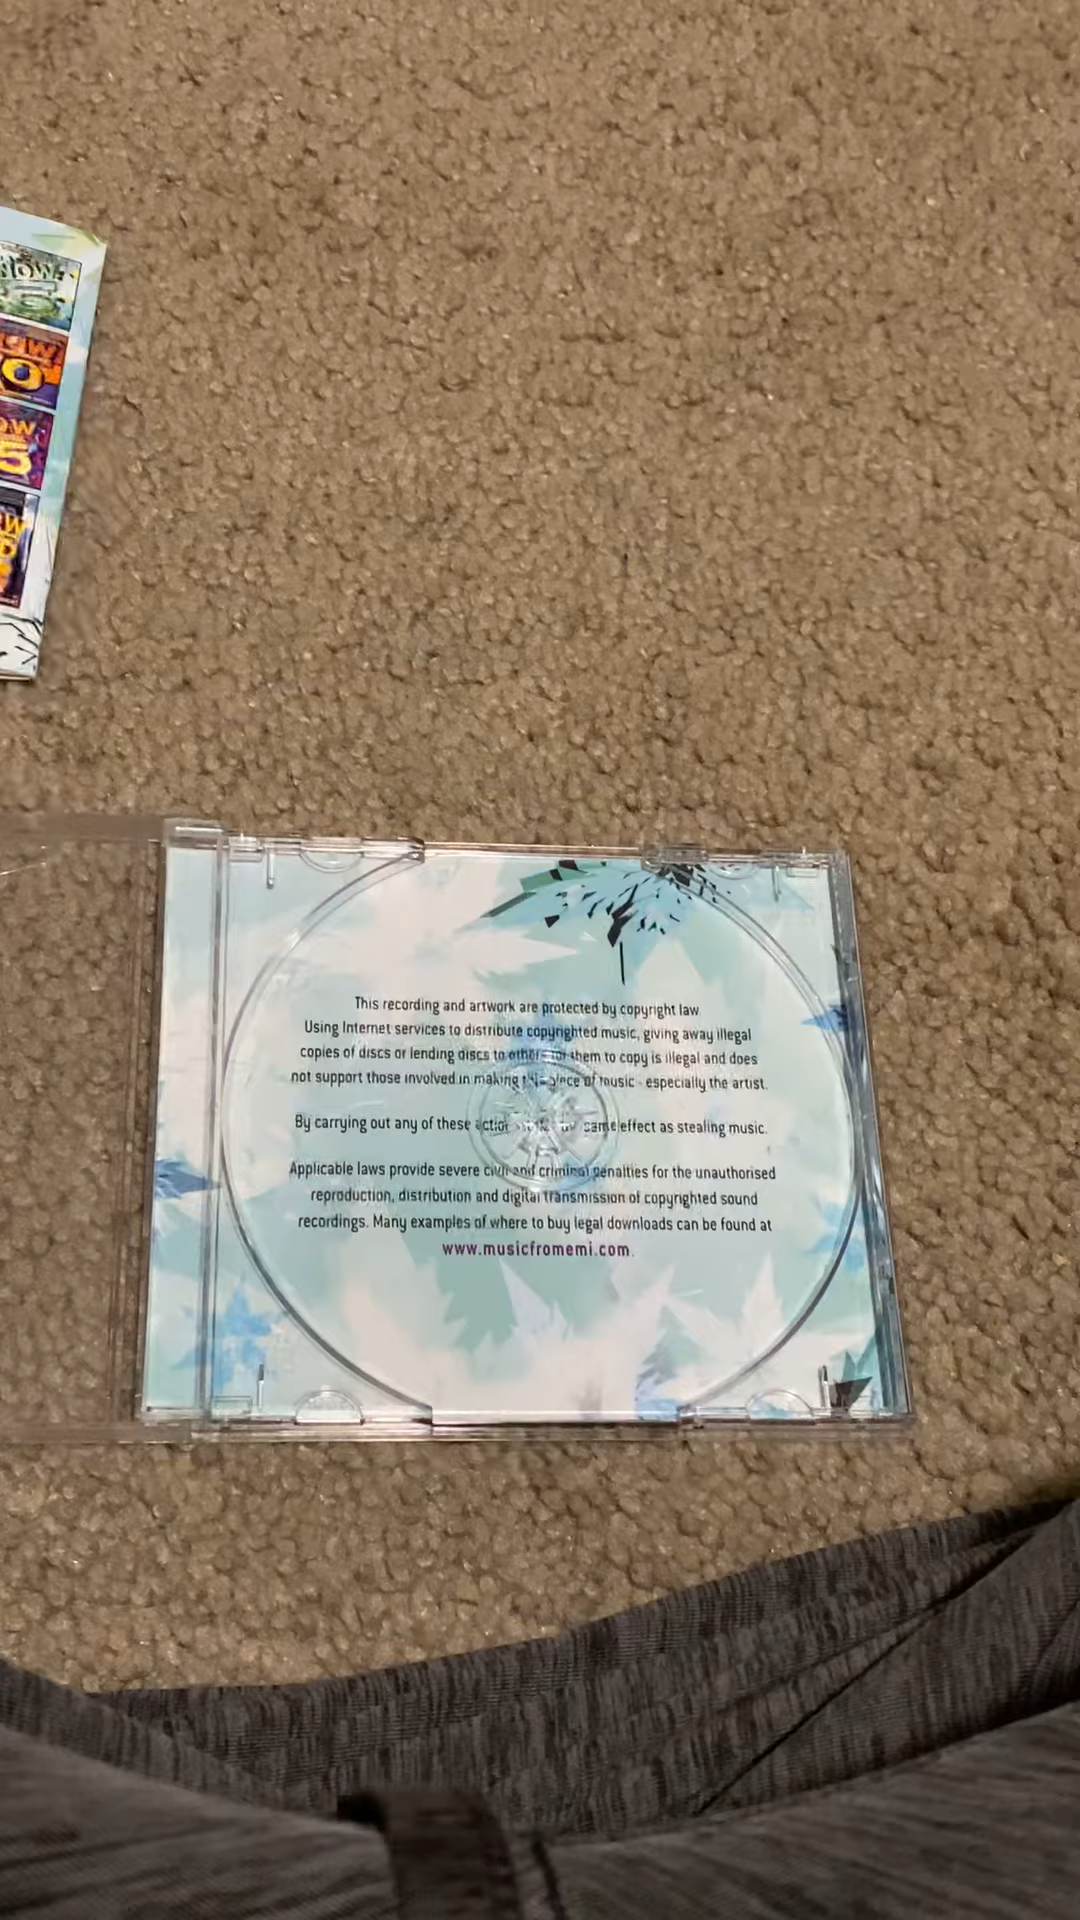 NOW
OW
5
This recording and artwork are protected by copyright law.
Using Internet services to distribute copyrighted music, giving away illegal
copies of discs or lending discs to others for them to copy is illegal and does
not support those involved in making this piece of music - especially the artist.
By carrying out any of these same effect as stealing music.
Applicable laws provide severe civil and criminal penalties for the unauthorised
reproduction, distribution and digital transmission of copyrighted sound
recordings. Many examples of where to buy legal downloads can be found at
www.musicfromemi.com.